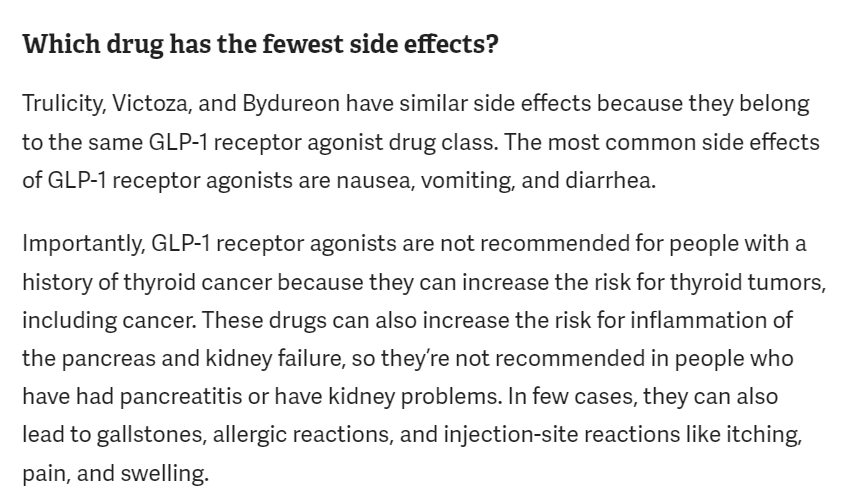 Which drug has the fewest side effects?
Trulicity, Victoza, and Bydureon have similar side effects because they belong
to the same GLP-1 receptor agonist drug class. The most common side effects
of GLP-1 receptor agonists are nausea, vomiting, and diarrhea.
Importantly, GLP-1 receptor agonists are not recommended for people with a
history of thyroid cancer because they can increase the risk for thyroid tumors,
including cancer. These drugs can also increase the risk for inflammation of
the pancreas and kidney failure, so they’re not recommended in people who
have had pancreatitis or have kidney problems. In few cases, they can also
lead to gallstones, allergic reactions, and injection-site reactions like itching,
pain, and swelling.